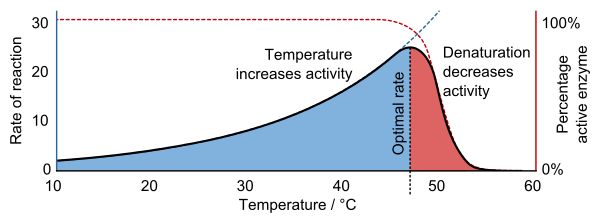 30
20
10
0
Rate of reaction
Temperature
increases activity
Optimal rate
Denaturation
decreases
activity
100%
0%
Percentage
active enzyme
10
20
30
40
50
60
Temperature / °C